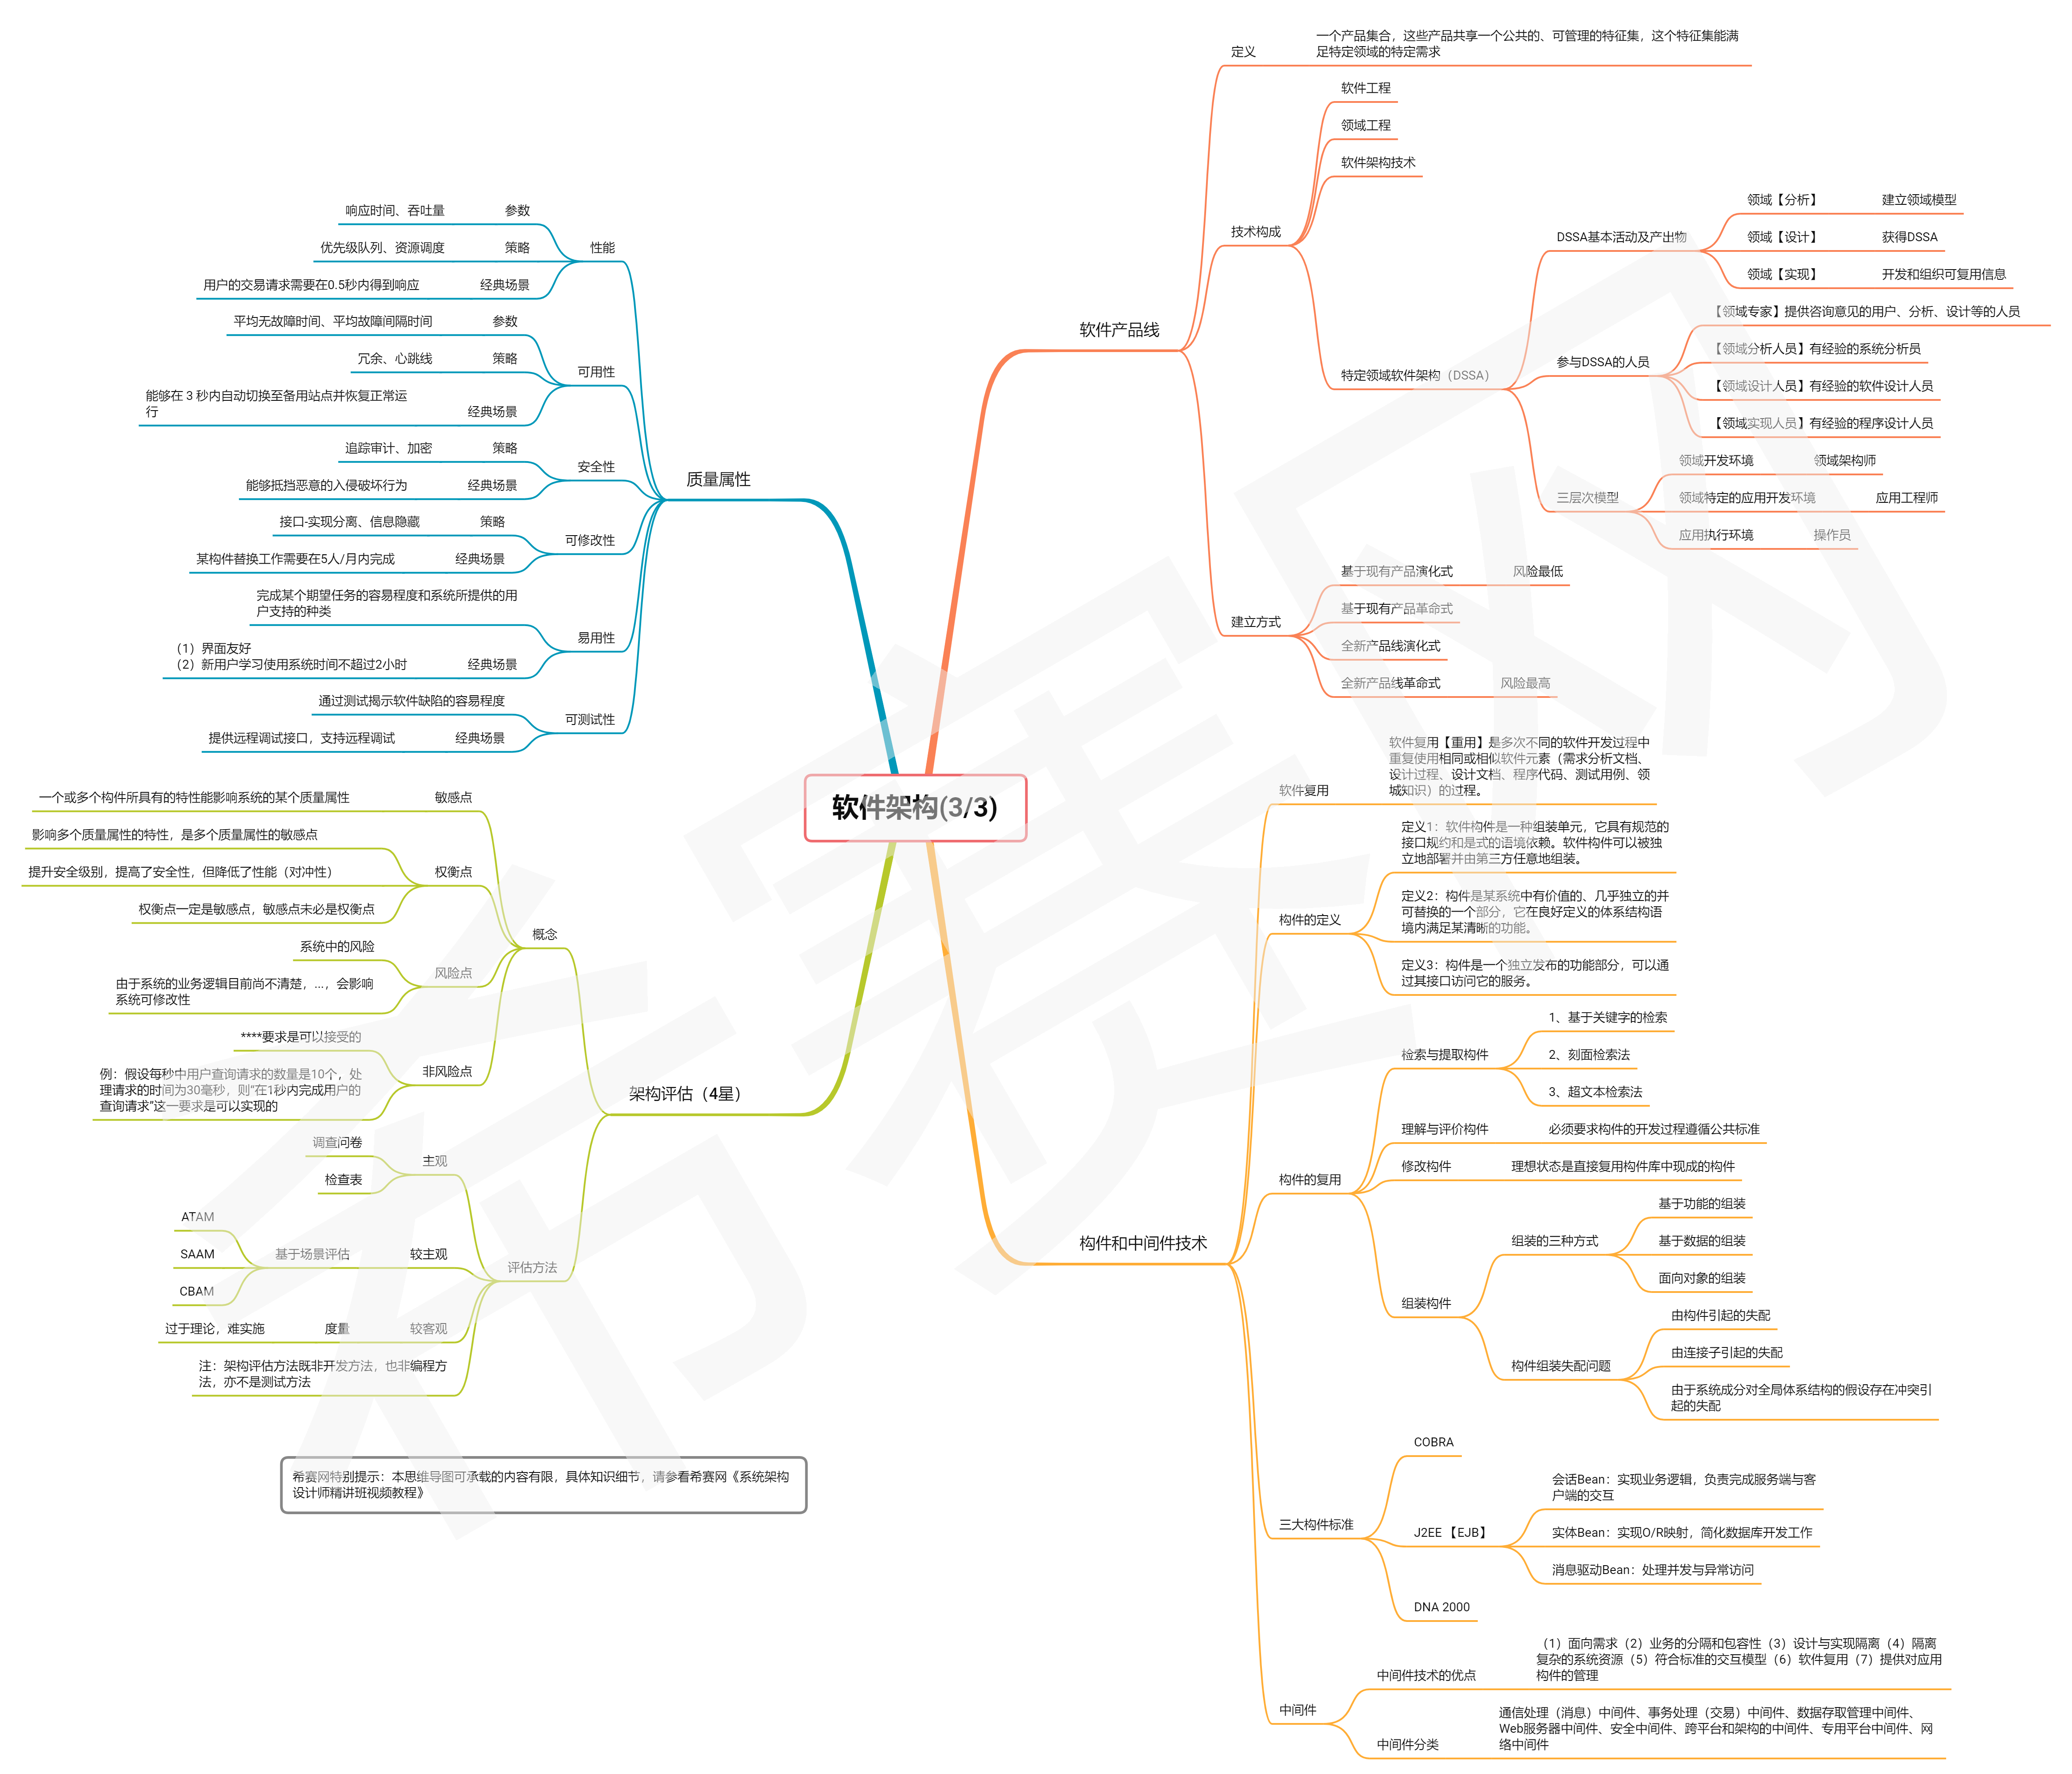 软件架构(3/3)
软件产品线
定义
一个产品集合，这些产品共享一个公共的、可管理的特征集，这个特征集能满
足特定领域的特定需求
技术构成
软件工程
领域工程
软件架构技术
特定领域软件架构（DSSA）
DSSA基本活动及产出物
领域【分析】
建立领域模型
领域【设计】
获得DSSA
领域【实现】
开发和组织可复用信息
参与DSSA的人员
【领域专家】提供咨询意见的用户、分析、设计等的人员
【领域分析人员】有经验的系统分析员
【领域设计人员】有经验的软件设计人员
【领域实现人员】有经验的程序设计人员
三层次模型
领域开发环境
领域架构师
领域特定的应用开发环境
应用工程师
应用执行环境
操作员
建立方式
基于现有产品演化式
风险最低
基于现有产品革命式
全新产品线演化式
全新产品线革命式
风险最高
构件和中间件技术
软件复用
软件复用【重用】是多次不同的软件开发过程中
重复使用相同或相似软件元素（需求分析文档、
设计过程、设计文档、程序代码、测试用例、领
城知识）的过程。
构件的定义
定义1：软件构件是一种组装单元，它具有规范的
接口规约和是式的语境依赖。软件构件可以被独
立地部署并由第三方任意地组装。
定义2：构件是某系统中有价值的、几乎独立的并
可替换的一个部分，它在良好定义的体系结构语
境内满足某清晰的功能。
定义3：构件是一个独立发布的功能部分，可以通
过其接口访问它的服务。
构件的复用
检索与提取构件
1、基于关键字的检索
2、刻面检索法
3、超文本检索法
理解与评价构件
必须要求构件的开发过程遵循公共标准
修改构件
理想状态是直接复用构件库中现成的构件
组装构件
组装的三种方式
基于功能的组装
基于数据的组装
面向对象的组装
构件组装失配问题
由构件引起的失配
由连接子引起的失配
由于系统成分对全局体系结构的假设存在冲突引
起的失配
三大构件标准
COBRA
J2EE 【EJB】
会话Bean：实现业务逻辑，负责完成服务端与客
户端的交互
实体Bean：实现O/R映射，简化数据库开发工作
消息驱动Bean：处理并发与异常访问
DNA 2000
中间件
中间件技术的优点
（1）面向需求（2）业务的分隔和包容性（3）设计与实现隔离（4）隔离
复杂的系统资源（5）符合标准的交互模型（6）软件复用（7）提供对应用
构件的管理
中间件分类
通信处理（消息）中间件、事务处理（交易）中间件、数据存取管理中间件、
Web服务器中间件、安全中间件、跨平台和架构的中间件、专用平台中间件、网
络中间件
质量属性
性能
参数
响应时间、吞吐量
策略
优先级队列、资源调度
经典场景
用户的交易请求需要在0.5秒内得到响应
可用性
参数
平均无故障时间、平均故障间隔时间
策略
冗余、心跳线
经典场景
能够在 3 秒内自动切换至备用站点并恢复正常运
行
安全性
策略
追踪审计、加密
经典场景
能够抵挡恶意的入侵破坏行为
可修改性
策略
接口-实现分离、信息隐藏
经典场景
某构件替换工作需要在5人/月内完成
易用性
完成某个期望任务的容易程度和系统所提供的用
户支持的种类
经典场景
（1）界面友好
（2）新用户学习使用系统时间不超过2小时
可测试性
通过测试揭示软件缺陷的容易程度
经典场景
提供远程调试接口，支持远程调试
架构评估（4星）
概念
敏感点
一个或多个构件所具有的特性能影响系统的某个质量属性
权衡点
影响多个质量属性的特性，是多个质量属性的敏感点
提升安全级别，提高了安全性，但降低了性能（对冲性）
权衡点一定是敏感点，敏感点未必是权衡点
风险点
系统中的风险
由于系统的业务逻辑目前尚不清楚，...，会影响
系统可修改性
非风险点
****要求是可以接受的
例：假设每秒中用户查询请求的数量是10个，处
理请求的时间为30毫秒，则“在1秒内完成用户的
查询请求”这一要求是可以实现的
评估方法
主观
调查问卷
检查表
较主观
基于场景评估
ATAM
SAAM
CBAM
较客观
度量
过于理论，难实施
注：架构评估方法既非开发方法，也非编程方
法，亦不是测试方法
希赛网特别提示：本思维导图可承载的内容有限，具体知识细节，请参看希赛网《系统架构
设计师精讲班视频教程》
希赛网